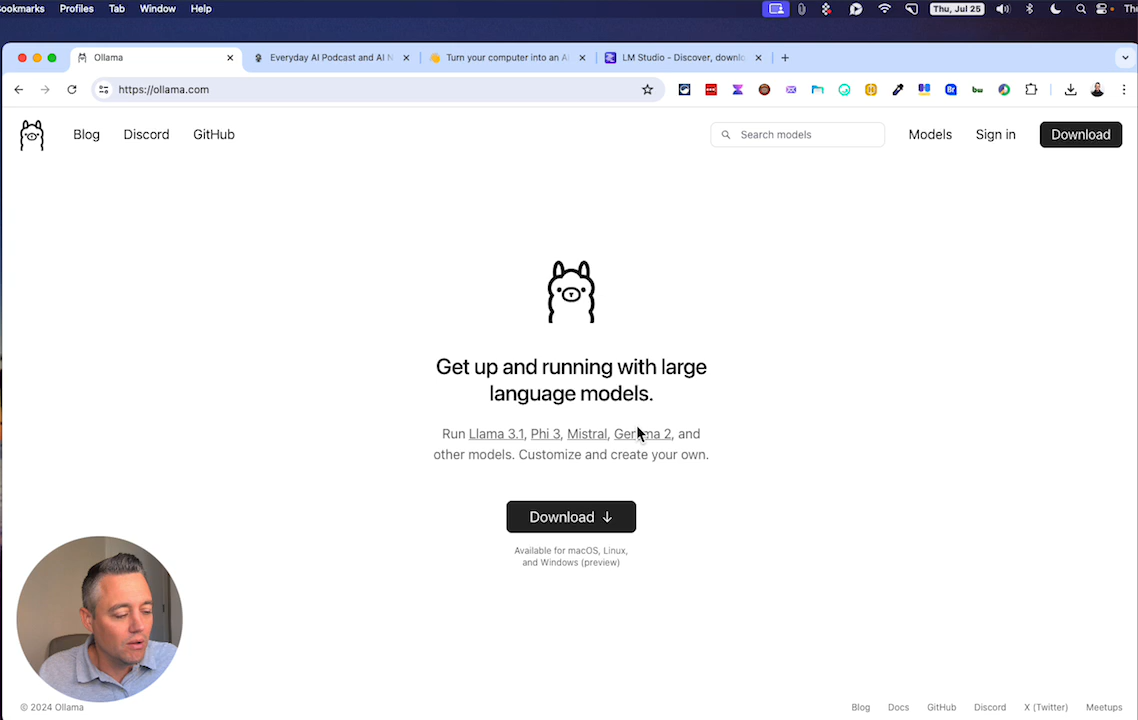 ookmarks Profiles Tab Window Help Thu, Jul 25 Thu
Ollama Everyday AI Podcast and AI N Turn your computer into an AI LM Studio - Discover, downlo
https://ollama.com
Blog Discord GitHub Search models Models Sign in Download
Get up and running with large
language models.
Run Llama 3.1, Phi 3, Mistral, Gemma 2, and
other models. Customize and create your own.
Download ↓
Available for macOS, Linux,
and Windows (preview)
© 2024 Ollama Blog Docs GitHub Discord X (Twitter) Meetups